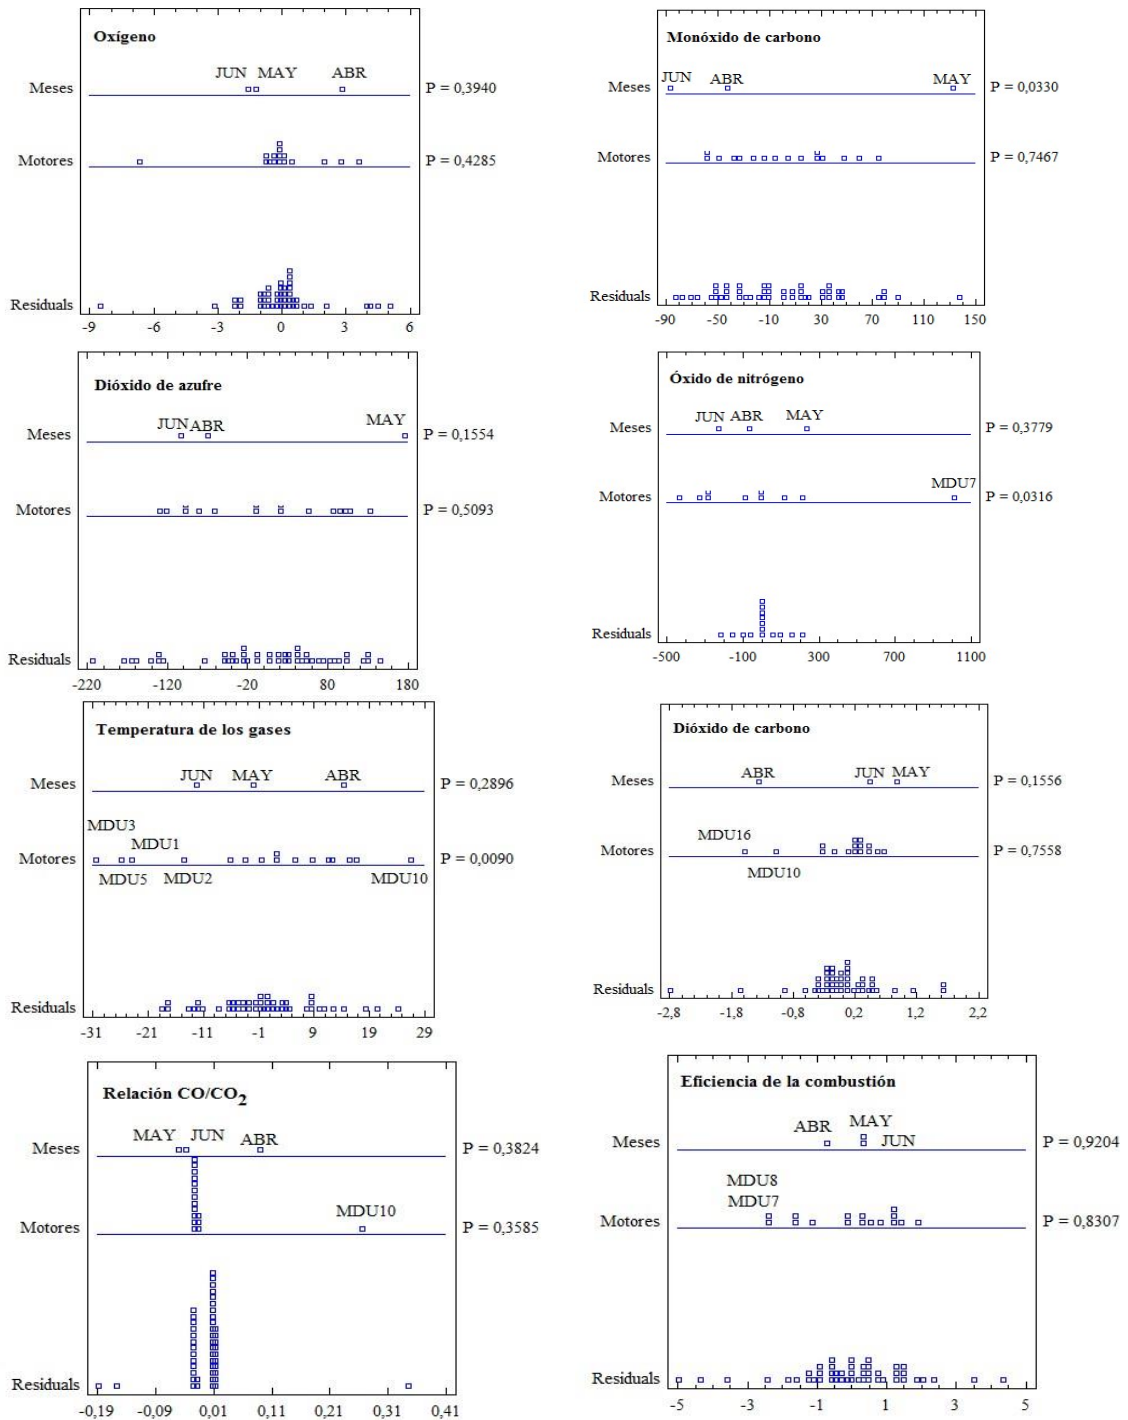 Oxígeno
JUN MAY ABR
Meses P = 0,3940
Motores P = 0,4285
Residuals
-9 -6 -3 0 3 6
Monóxido de carbono
JUN ABR MAY
Meses P = 0,0330
Motores P = 0,7467
Residuals
-90 -50 -10 30 70 110 150
Dióxido de azufre
JUN ABR MAY
Meses P = 0,1554
Motores P = 0,5093
Residuals
-220 -120 -20 80 180
Óxido de nitrógeno
JUN ABR MAY
Meses P = 0,3779
MDU7
Motores P = 0,0316
Residuals
-500 -100 300 700 1100
Temperatura de los gases
JUN MAY ABR
Meses P = 0,2896
MDU3
MDU1
Motores P = 0,0090
MDU5 MDU2 MDU10
Residuals
-31 -21 -11 -1 9 19 29
Dióxido de carbono
ABR JUN MAY
Meses P = 0,1556
MDU16
Motores P = 0,7558
MDU10
Residuals
-2,8 -1,8 -0,8 0,2 1,2 2,2
Relación CO/CO2
MAY JUN ABR
Meses P = 0,3824
MDU10
Motores P = 0,3585
Residuals
-0,19 -0,09 0,01 0,11 0,21 0,31 0,41
Eficiencia de la combustión
ABR MAY
JUN
Meses P = 0,9204
MDU8
MDU7
Motores P = 0,8307
Residuals
-5 -3 -1 1 3 5